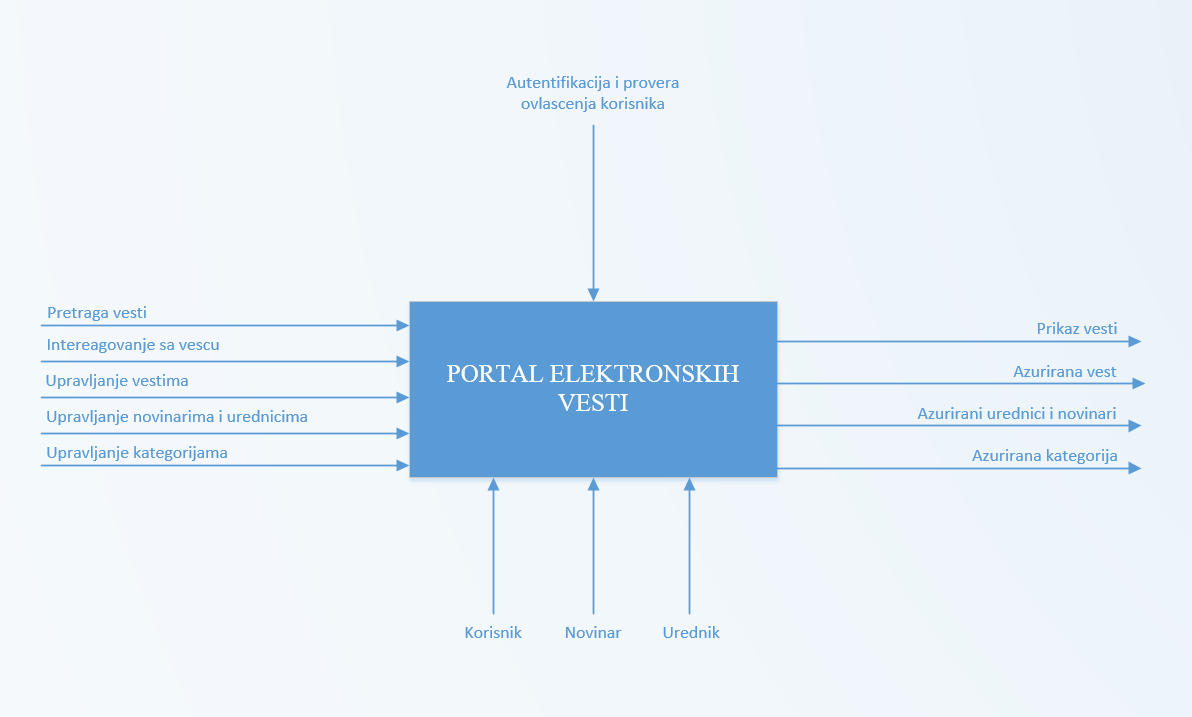 Autentifikacija i provera
ovlascenja korisnika
Pretraga vesti
Intereagovanje sa vescu
Upravljanje vestima
Upravljanje novinarima i urednicima
Upravljanje kategorijama
PORTAL ELEKTRONSKIH
VESTI
Prikaz vesti
Azurirana vest
Azurirani urednici i novinari
Azurirana kategorija
Korisnik
Novinar
Urednik